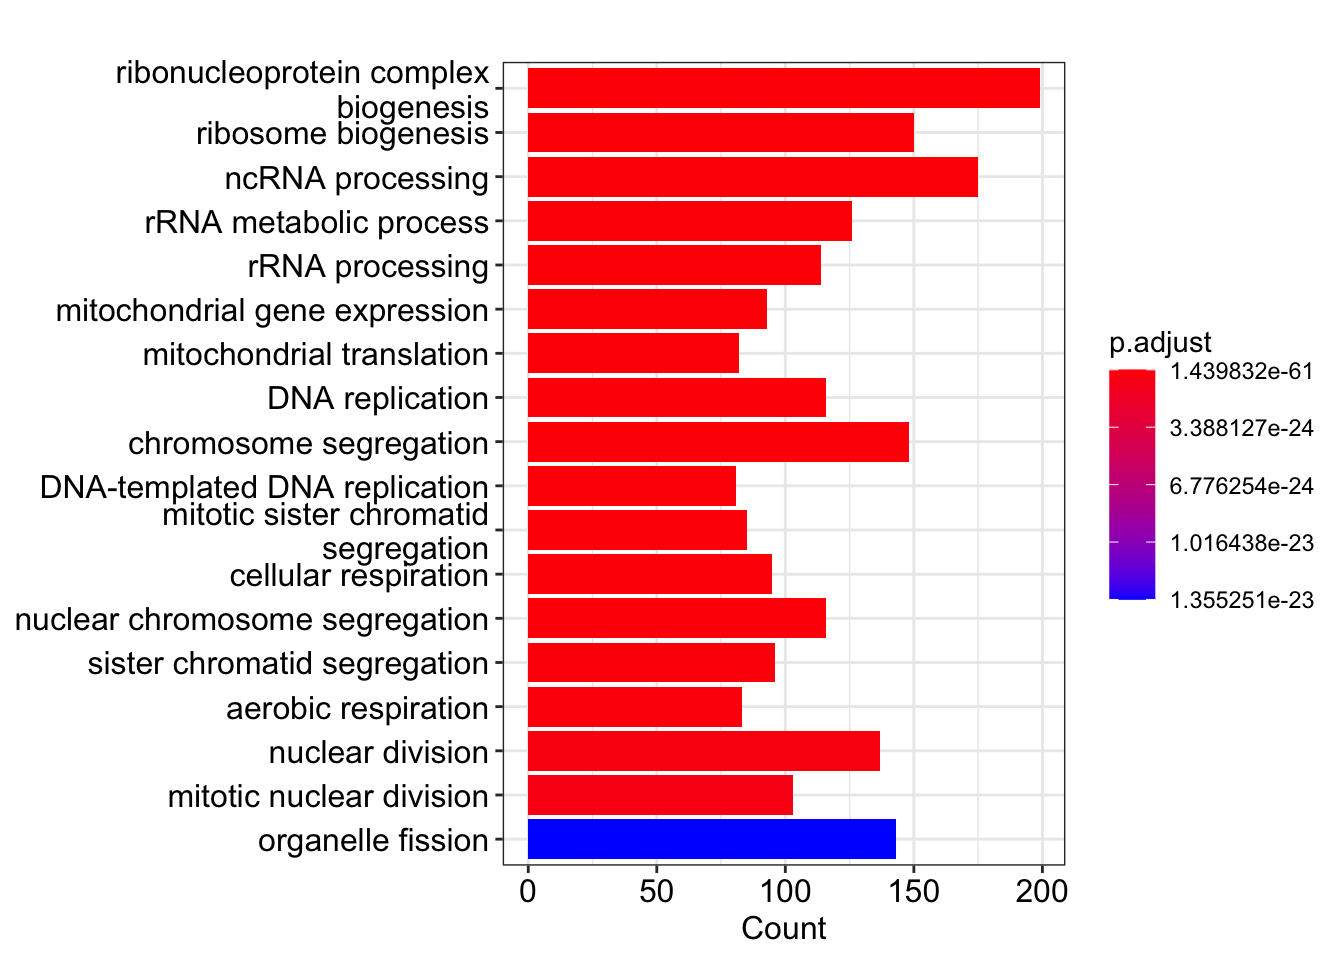 ribonucleoprotein complex
biogenesis
ribosome biogenesis
ncRNA processing
rRNA metabolic process
rRNA processing
mitochondrial gene expression
mitochondrial translation
DNA replication
chromosome segregation
DNA-templated DNA replication
mitotic sister chromatid
segregation
cellular respiration
nuclear chromosome segregation
sister chromatid segregation
aerobic respiration
nuclear division
mitotic nuclear division
organelle fission
0 50 100 150 200
Count
p.adjust
1.439832e-61
3.388127e-24
6.776254e-24
1.016438e-23
1.355251e-23